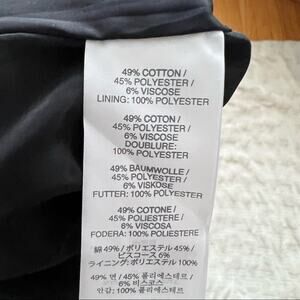 49% COTTON /
45% POLYESTER /
6% VISCOSE
LINING: 100% POLYESTER
49% COTON /
45% POLYESTER /
6% VISCOSE
DOUBLURE:
100% POLYESTER
49% BAUMWOLLE /
45% POLYESTER /
6% VISKOSE
FUTTER: 100% POLYESTER
49% COTONE /
45% POLIESTERE /
6% VISCOSA
FODERA: 100% POLIESTERE
綿 49% / ポリエステル 45% /
ビスコース 6%
ライニング: ポリエステル 100%
49% 면 / 45% 폴리에스테르 /
6% 비스코스
안감: 100% 폴리에스테르